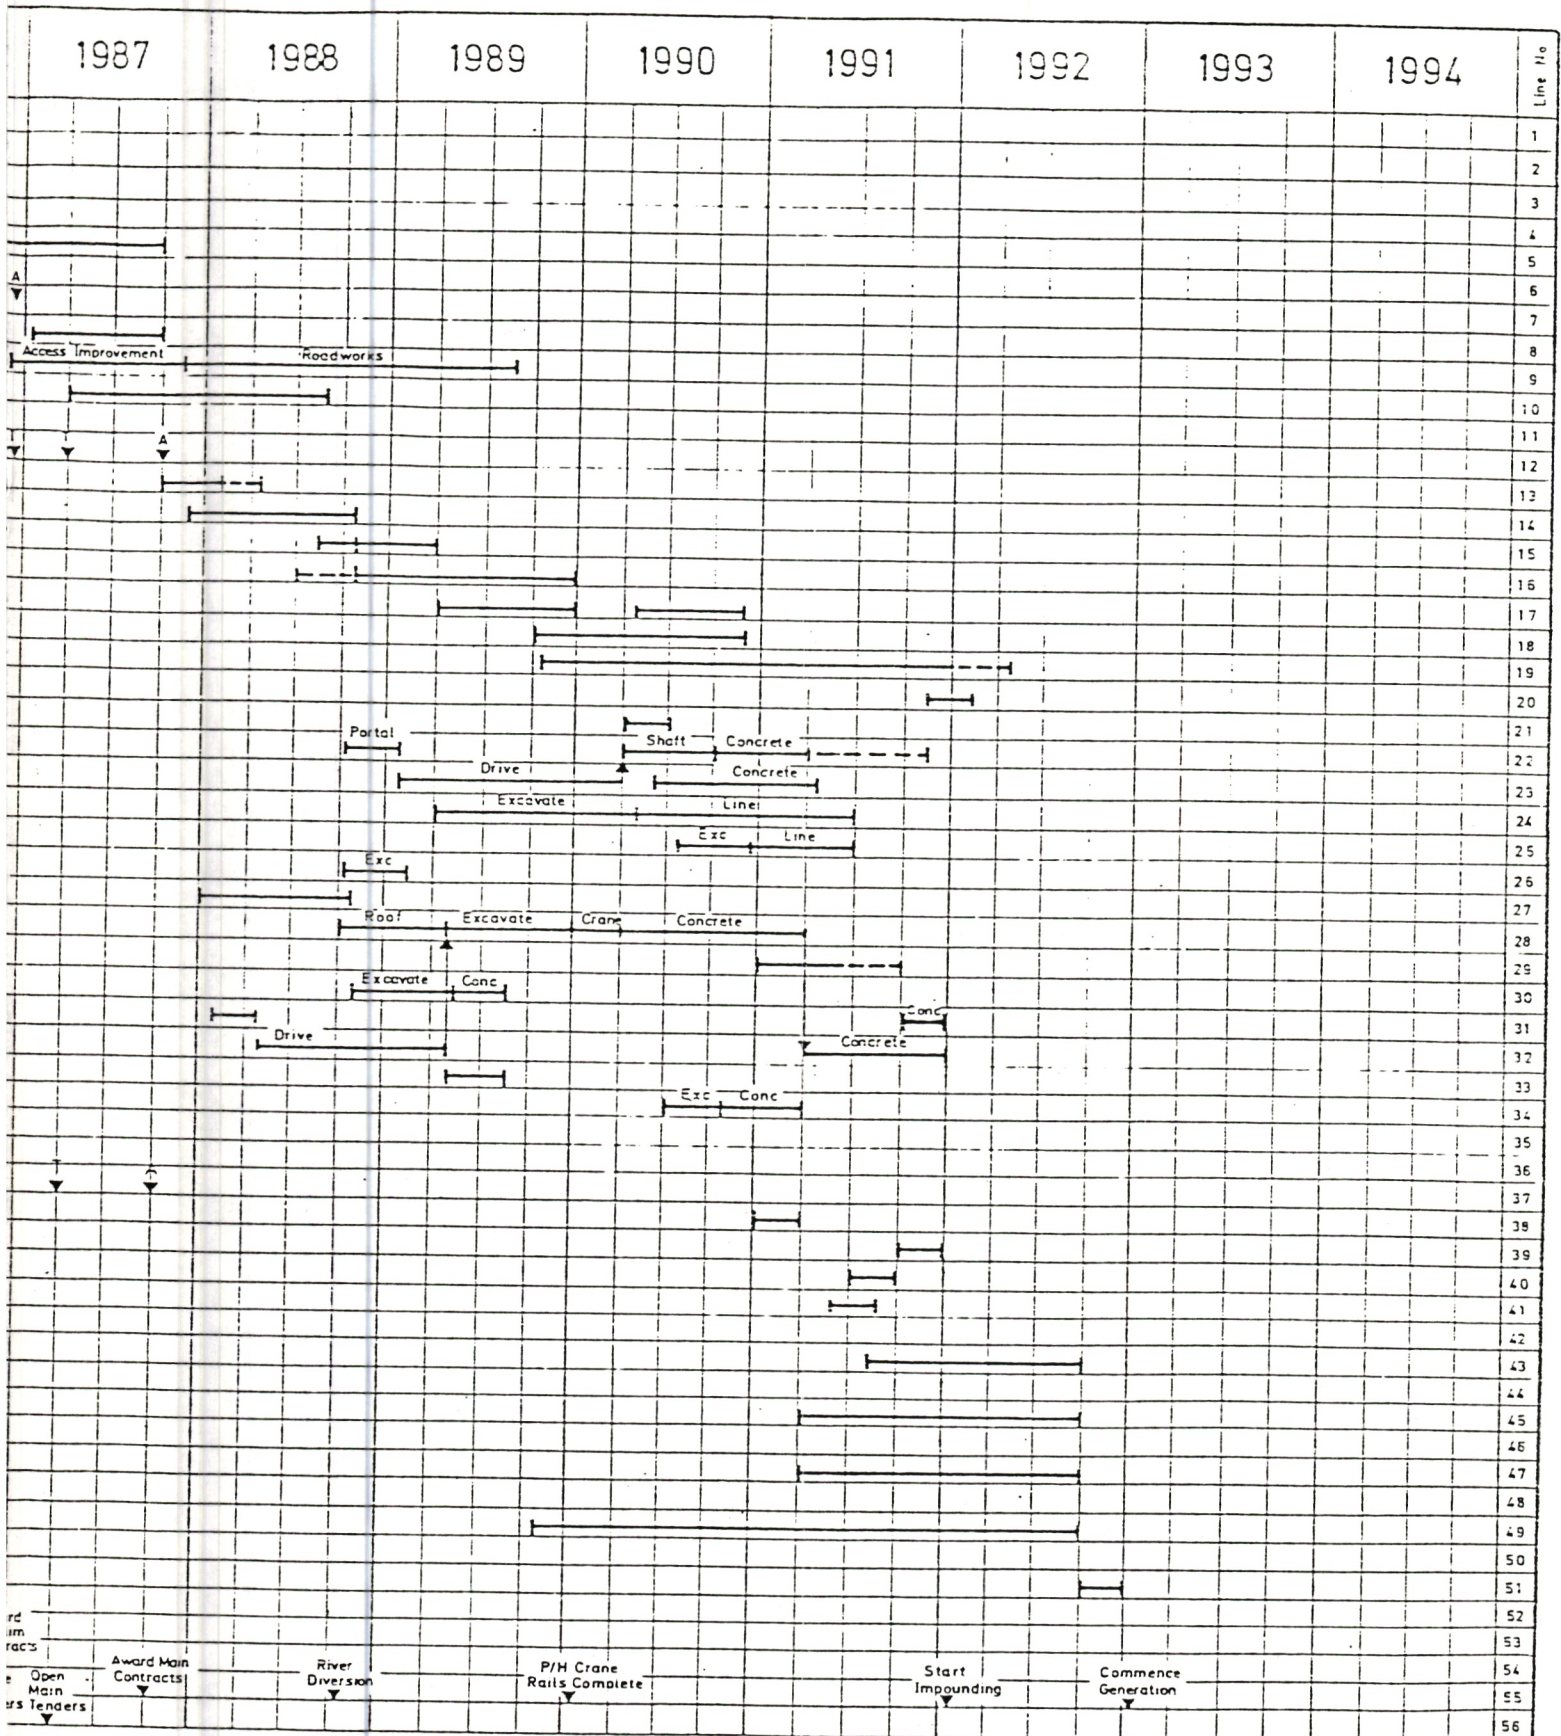 1987 1988 1989 1990 1991 1992 1993 1994 Line No
1
2
3
4
5
A
6
7
Access Improvement Roadworks
8
9
10
11
T A
12
13
14
15
16
17
18
19
20
21
Portal Shaft Concrete
22
Drive Concrete
23
Excavate Line
24
Exc Line
25
Exc
26
27
Roof Excavate Crane Concrete
28
29
Excavate Conc
30
Conc
31
Drive Concrete
32
33
Exc Conc
34
35
T
36
37
38
39
40
41
42
43
44
45
46
47
48
49
50
51
52
53
54
55
56
Open
Main
Tenders
Award Main
Contracts
River
Diversion
P/H Crane
Rails Complete
Start
Impounding
Commence
Generation